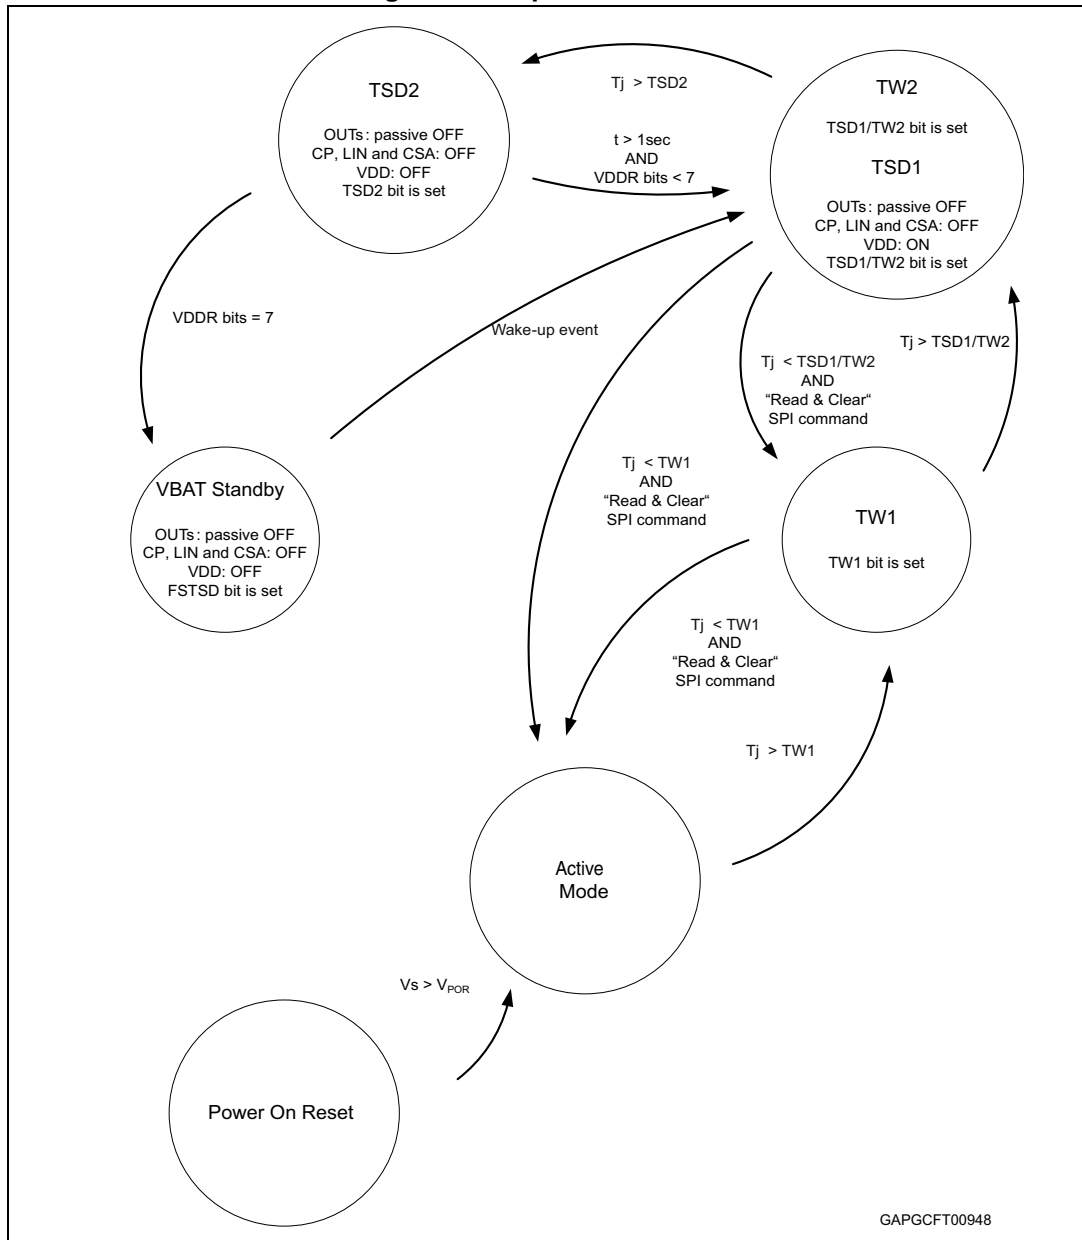 TSD2
OUTs: passive OFF
CP, LIN and CSA: OFF
VDD: OFF
TSD2 bit is set
Tj > TSD2
t > 1sec
AND
VDDR bits < 7
TW2
TSD1/TW2 bit is set
TSD1
OUTs: passive OFF
CP, LIN and CSA: OFF
VDD: ON
TSD1/TW2 bit is set
VDDR bits = 7
Wake-up event
Tj > TSD1/TW2
Tj < TSD1/TW2
AND
“Read & Clear“
SPI command
VBAT Standby
OUTs: passive OFF
CP, LIN and CSA: OFF
VDD: OFF
FSTSD bit is set
Tj < TW1
AND
“Read & Clear“
SPI command
TW1
TW1 bit is set
Tj < TW1
AND
“Read & Clear“
SPI command
Tj > TW1
Active
Mode
Vs > VPOR
Power On Reset
GAPGCFT00948